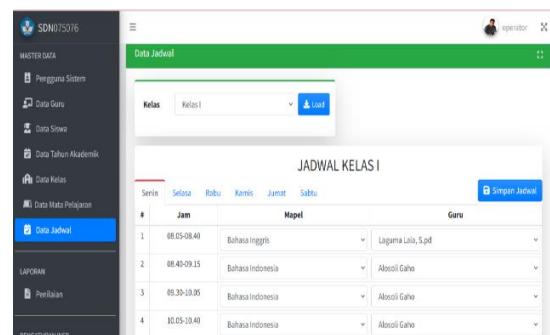 SDN075076
operator
MASTER DATA
Data Jadwal
Pengguna Sistem
Data Guru
Kelas
Kelas I
Load
Data Siswa
Data Tahun Akademik
Data Kelas
JADWAL KELAS I
Data Mata Pelajaran
Senin Selasa Rabu Kamis Jumat Sabtu
Simpan Jadwal
Data Jadwal
# Jam Mapel Guru
1 08.05-08.40 Bahasa Inggris Laguma Laia, S.pd
2 08.40-09.15 Bahasa Indonesia Alosoli Gaho
LAPORAN
3 09.30-10.05 Bahasa Indonesia Alosoli Gaho
Penilaian
4 10.05-10.40 Bahasa Indonesia Alosoli Gaho